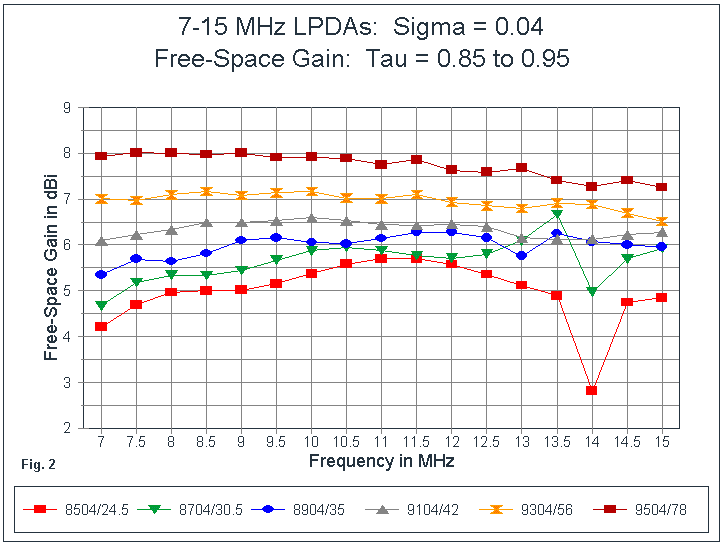 7-15 MHz LPDAs: Sigma = 0.04
Free-Space Gain: Tau = 0.85 to 0.95
Free-Space Gain in dBi
9
8
7
6
5
4
3
2
7 7.5 8 8.5 9 9.5 10 10.5 11 11.5 12 12.5 13 13.5 14 14.5 15
Fig. 2
Frequency in MHz
8504/24.5 8704/30.5 8904/35 9104/42 9304/56 9504/78